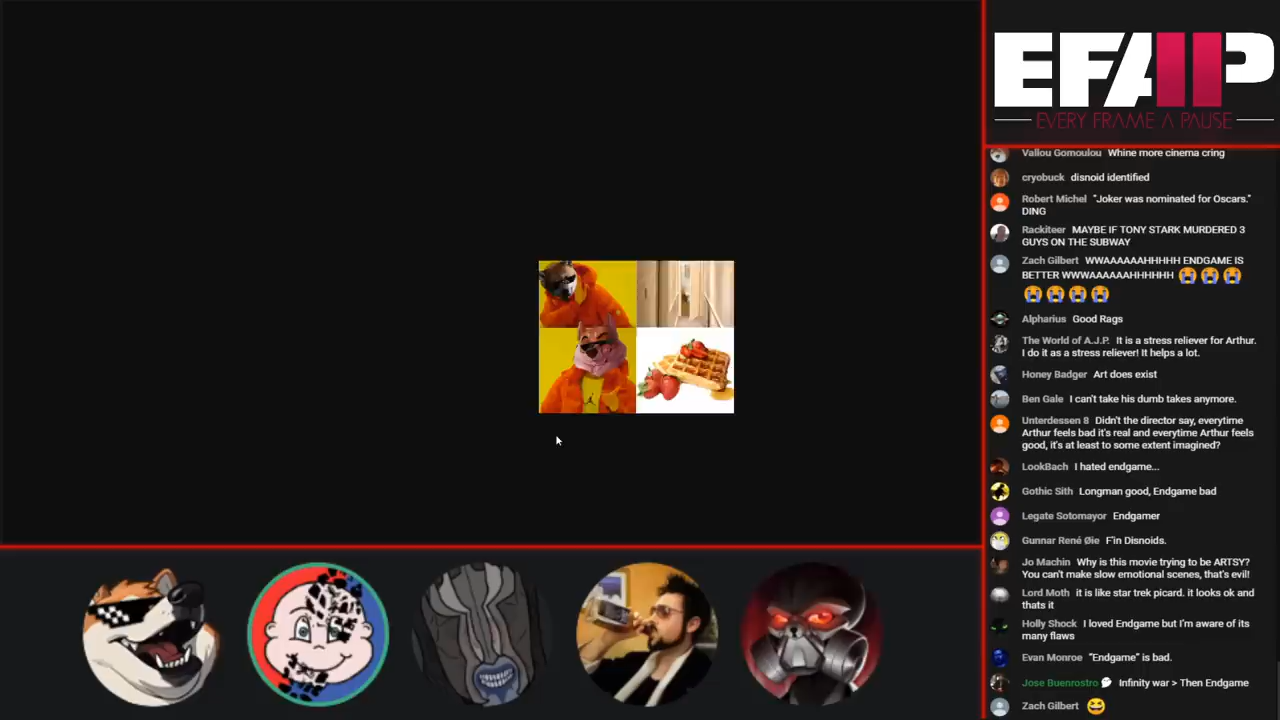 EFAP
EVERY FRAME A PAUSE
Vallou Gomoulou Whine more cinema cring
cryobuck disnoid identified
Robert Michel "Joker was nominated for Oscars."
DING
Rackiteer MAYBE IF TONY STARK MURDERED 3
GUYS ON THE SUBWAY
Zach Gilbert WWAAAAAAHHHHH ENDGAME IS
BETTER WWWAAAAAAHHHHHH 😭 😭 😭
😭 😭 😭 😭
Alpharius Good Rags
The World of A.J.P. It is a stress reliever for Arthur.
I do it as a stress reliever! It helps a lot.
Honey Badger Art does exist
Ben Gale I can't take his dumb takes anymore.
Unterdessen 8 Didn't the director say, everytime
Arthur feels bad it's real and everytime Arthur feels
good, it's at least to some extent imagined?
LookBach I hated endgame...
Gothic Sith Longman good, Endgame bad
Legate Sotomayor Endgamer
Gunnar René Øie F'in Disnoids.
Jo Machin Why is this movie trying to be ARTSY?
You can't make slow emotional scenes, that's evil!
Lord Moth it is like star trek picard. it looks ok and
thats it
Holly Shock I loved Endgame but I'm aware of its
many flaws
Evan Monroe "Endgame" is bad.
Jose Buenrostro Infinity war > Then Endgame
Zach Gilbert 😆